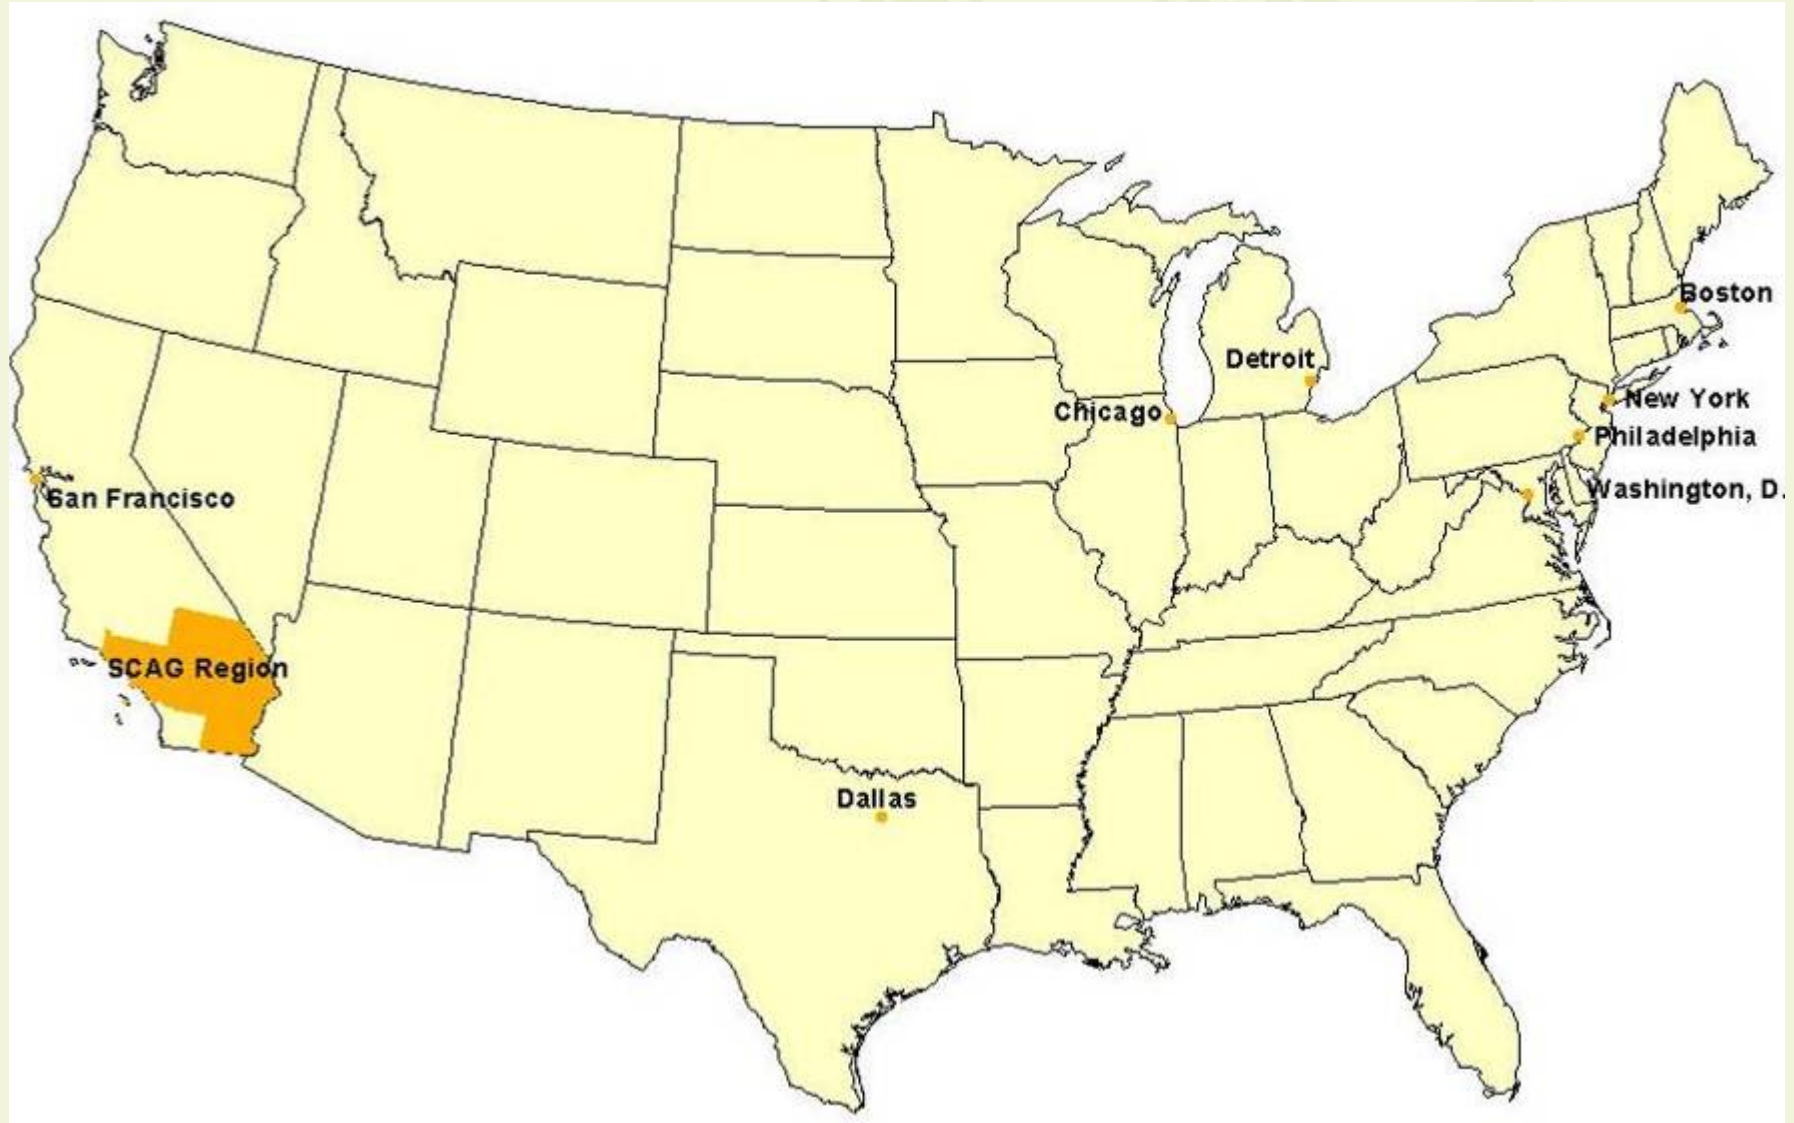 Boston
Detroit
New York
Chicago
Philadelphia
Washington, D.
San Francisco
SCAG Region
Dallas